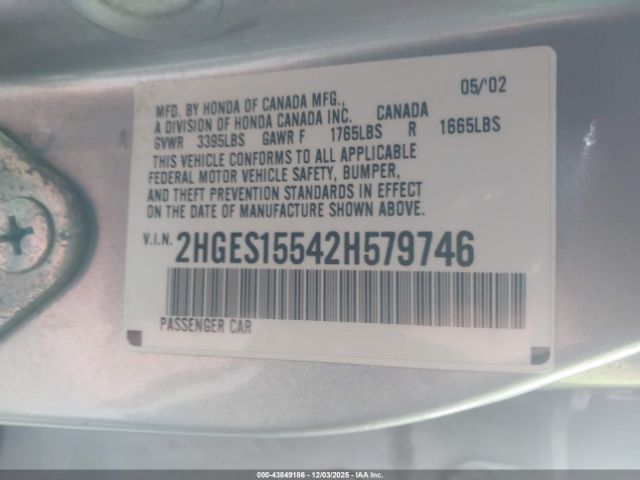 05/'02
MFD. BY HONDA OF CANADA MFG.,
A DIVISION OF HONDA CANADA INC. CANADA
GVWR 3395LBS GAWR F 1765LBS R 1665LBS
THIS VEHICLE CONFORMS TO ALL APPLICABLE
FEDERAL MOTOR VEHICLE SAFETY, BUMPER,
AND THEFT PREVENTION STANDARDS IN EFFECT
ON THE DATE OF MANUFACTURE SHOWN ABOVE.
V.I.N. 2HGES15542H579746
PASSENGER CAR
000-43849186 - 12/03/2025 - IAA Inc.